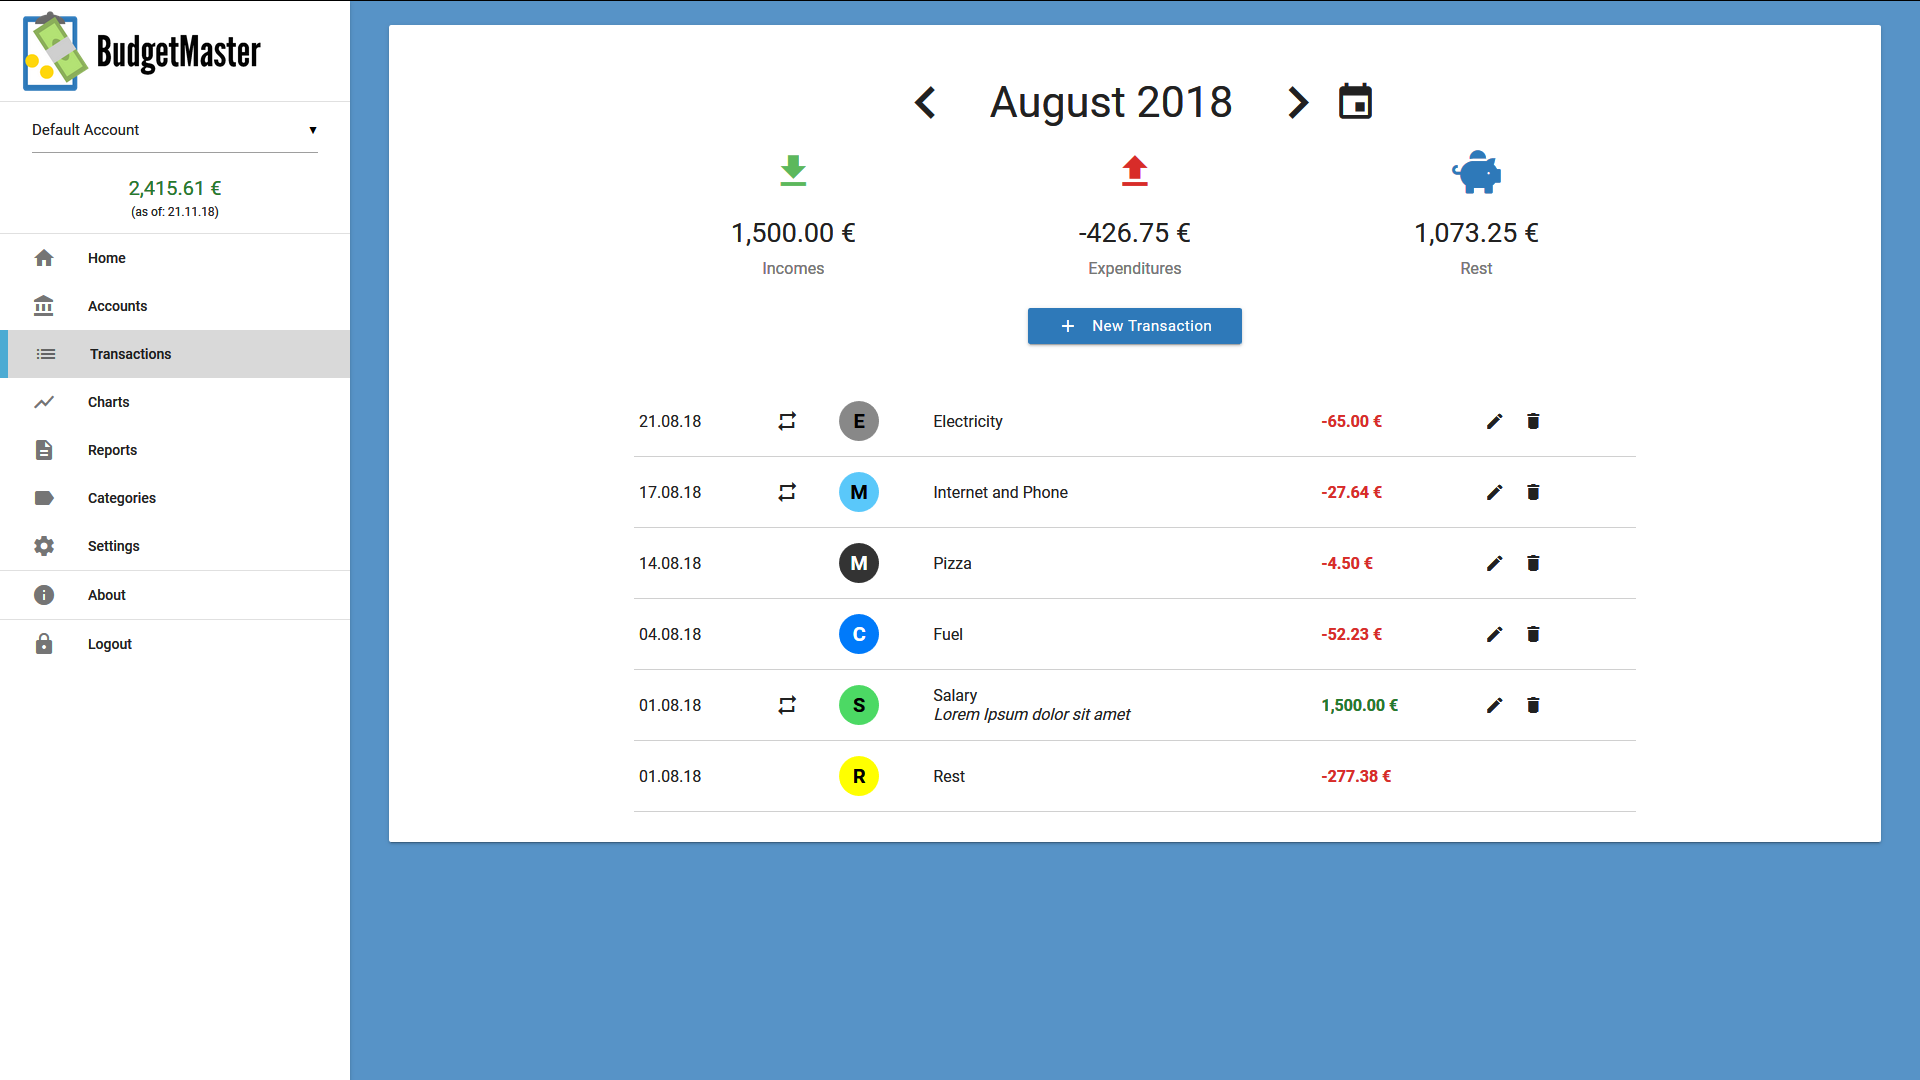 BudgetMaster
Default Account
2,415.61 €
(as of: 21.11.18)
Home
Accounts
Transactions
Charts
Reports
Categories
Settings
About
Logout
August 2018
1,500.00 € -426.75 € 1,073.25 €
Incomes Expenditures Rest
New Transaction
21.08.18 E Electricity -65.00 €
17.08.18 M Internet and Phone -27.64 €
14.08.18 M Pizza -4.50 €
04.08.18 C Fuel -52.23 €
01.08.18 S Salary 1,500.00 €
Lorem Ipsum dolor sit amet
01.08.18 R Rest -277.38 €